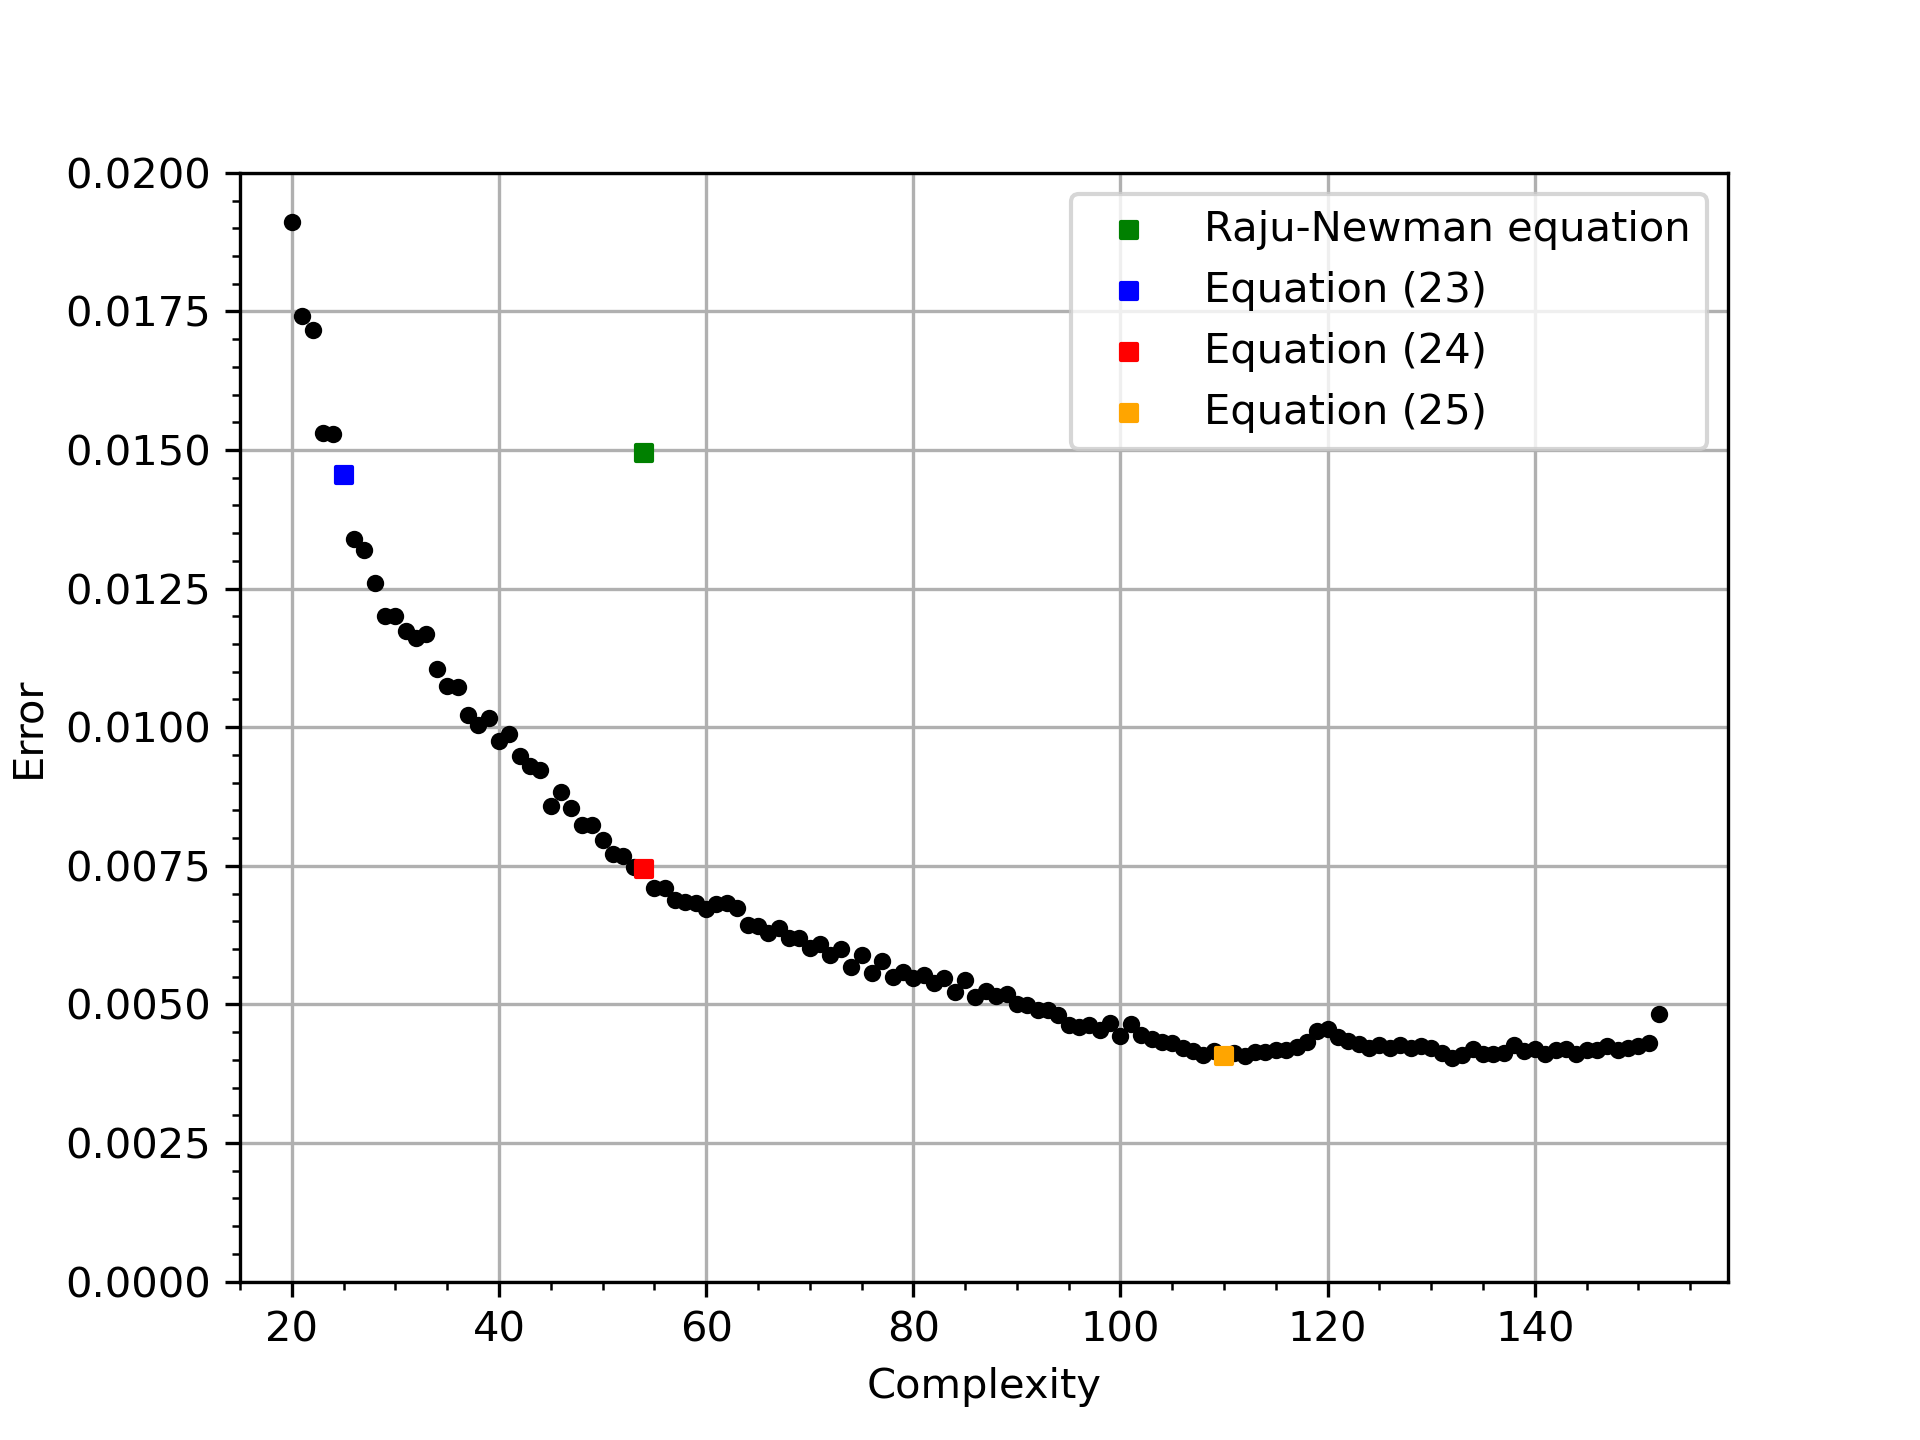 0.0200
0.0175
0.0150
0.0125
0.0100
0.0075
0.0050
0.0025
0.0000
Error
Raju-Newman equation
Equation (23)
Equation (24)
Equation (25)
20 40 60 80 100 120 140
Complexity